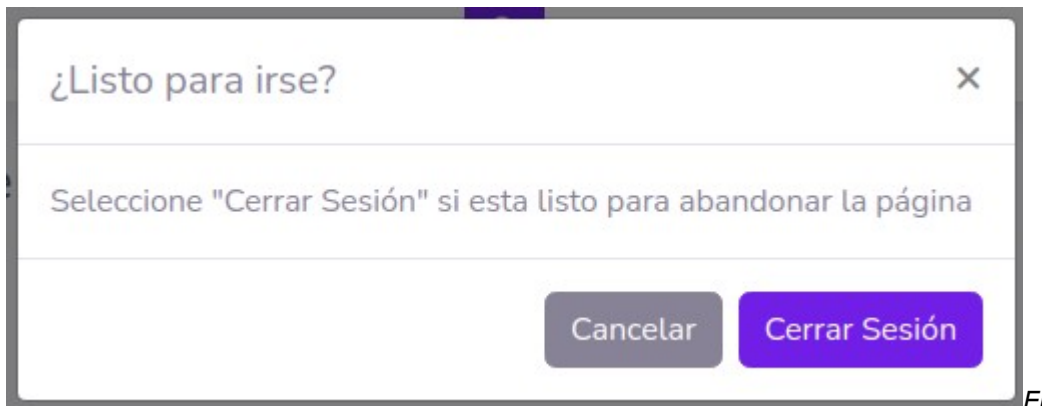 ¿Listo para irse? ×
Seleccione "Cerrar Sesión" si esta listo para abandonar la página
Cancelar Cerrar Sesión